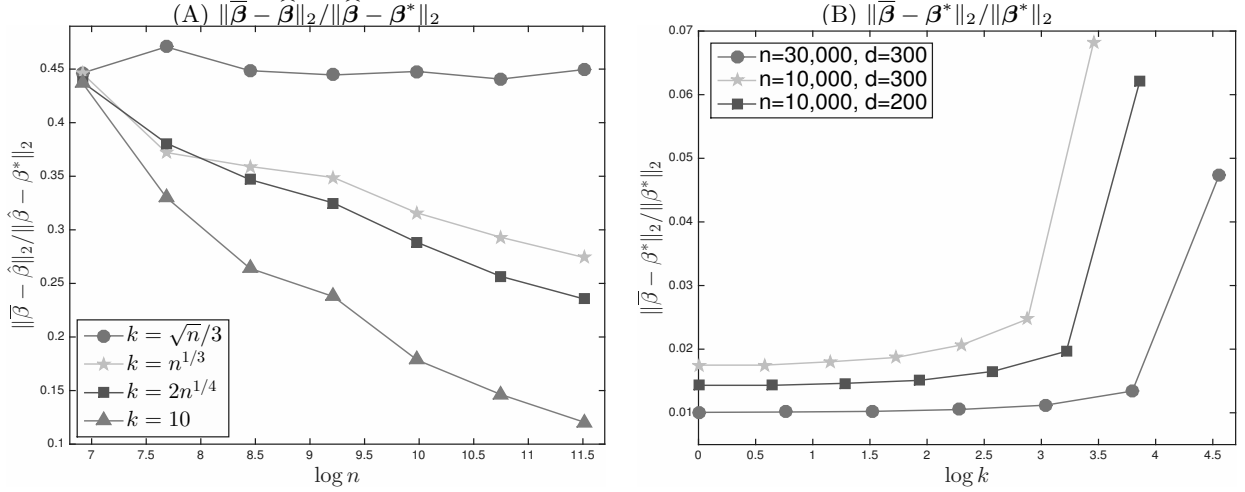 (A) ‖β̅ − β̂‖₂/‖β̂ − β*‖₂
‖β̅ − β̂‖₂/‖β̂ − β*‖₂
0.45
0.4
0.35
0.3
0.25
0.2
0.15
0.1
k = √n/3
k = n^{1/3}
k = 2n^{1/4}
k = 10
7 7.5 8 8.5 9 9.5 10 10.5 11 11.5
log n
(B) ‖β̅ − β*‖₂/‖β*‖₂
‖β̅ − β*‖₂/‖β*‖₂
0.07
0.06
0.05
0.04
0.03
0.02
0.01
n=30,000, d=300
n=10,000, d=300
n=10,000, d=200
0 0.5 1 1.5 2 2.5 3 3.5 4 4.5
log k